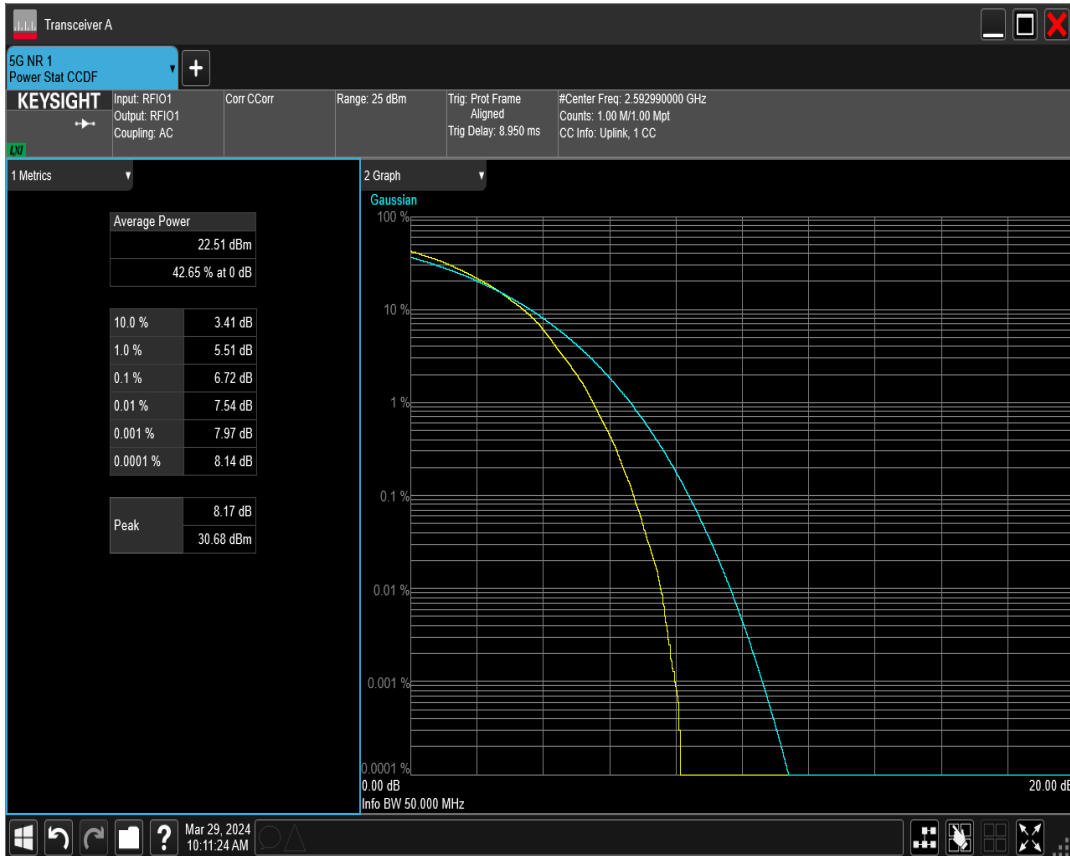 Transceiver A
5G NR 1
Power Stat CCDF
+
KEYSIGHT
LXI
Input: RFIO1
Output: RFIO1
Coupling: AC
Corr CCorr
Range: 25 dBm
Trig: Prot Frame
Aligned
Trig Delay: 8.950 ms
#Center Freq: 2.592990000 GHz
Counts: 1.00 M/1.00 Mpt
CC Info: Uplink, 1 CC
1 Metrics
Average Power
22.51 dBm
42.65 % at 0 dB
10.0 % 3.41 dB
1.0 % 5.51 dB
0.1 % 6.72 dB
0.01 % 7.54 dB
0.001 % 7.97 dB
0.0001 % 8.14 dB
Peak 8.17 dB
30.68 dBm
2 Graph
Gaussian
100 %
10 %
1 %
0.1 %
0.01 %
0.001 %
0.0001 %
0.00 dB 20.00 dB
Info BW 50.000 MHz
?
Mar 29, 2024
10:11:24 AM